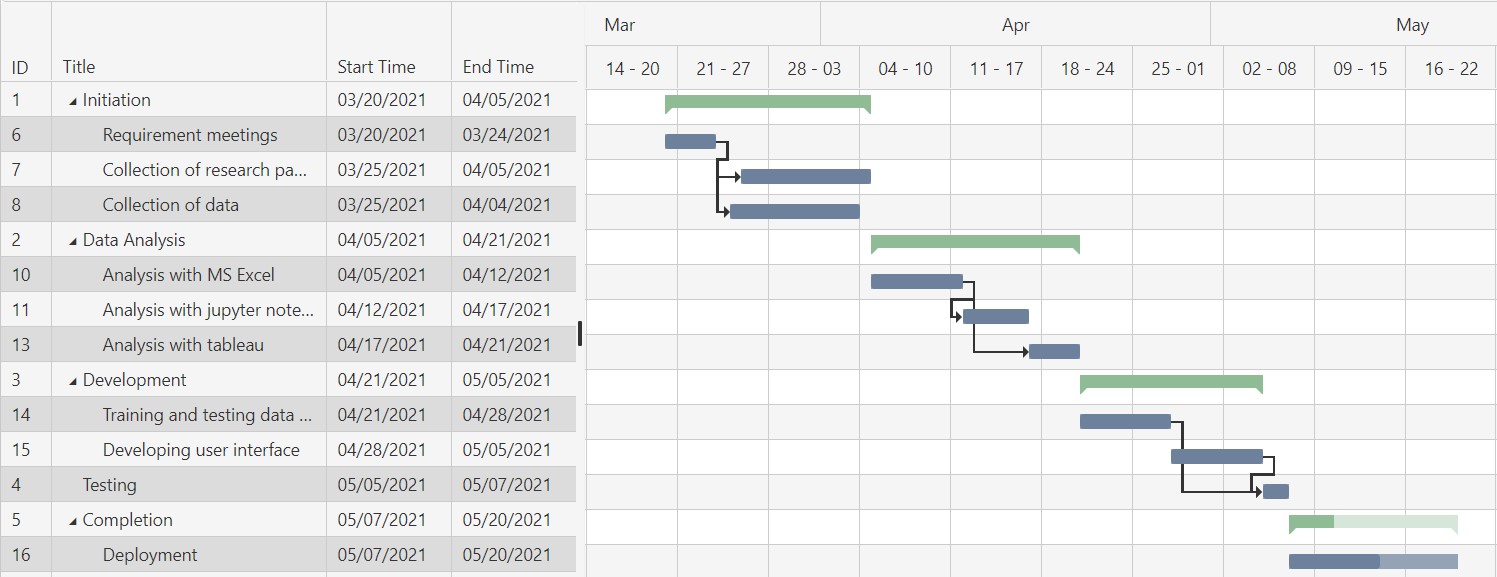 Mar Apr May
ID Title Start Time End Time 14 - 20 21 - 27 28 - 03 04 - 10 11 - 17 18 - 24 25 - 01 02 - 08 09 - 15 16 - 22
1 Initiation 03/20/2021 04/05/2021
6 Requirement meetings 03/20/2021 03/24/2021
7 Collection of research pa... 03/25/2021 04/05/2021
8 Collection of data 03/25/2021 04/04/2021
2 Data Analysis 04/05/2021 04/21/2021
10 Analysis with MS Excel 04/05/2021 04/12/2021
11 Analysis with jupyter note... 04/12/2021 04/17/2021
13 Analysis with tableau 04/17/2021 04/21/2021
3 Development 04/21/2021 05/05/2021
14 Training and testing data ... 04/21/2021 04/28/2021
15 Developing user interface 04/28/2021 05/05/2021
4 Testing 05/05/2021 05/07/2021
5 Completion 05/07/2021 05/20/2021
16 Deployment 05/07/2021 05/20/2021